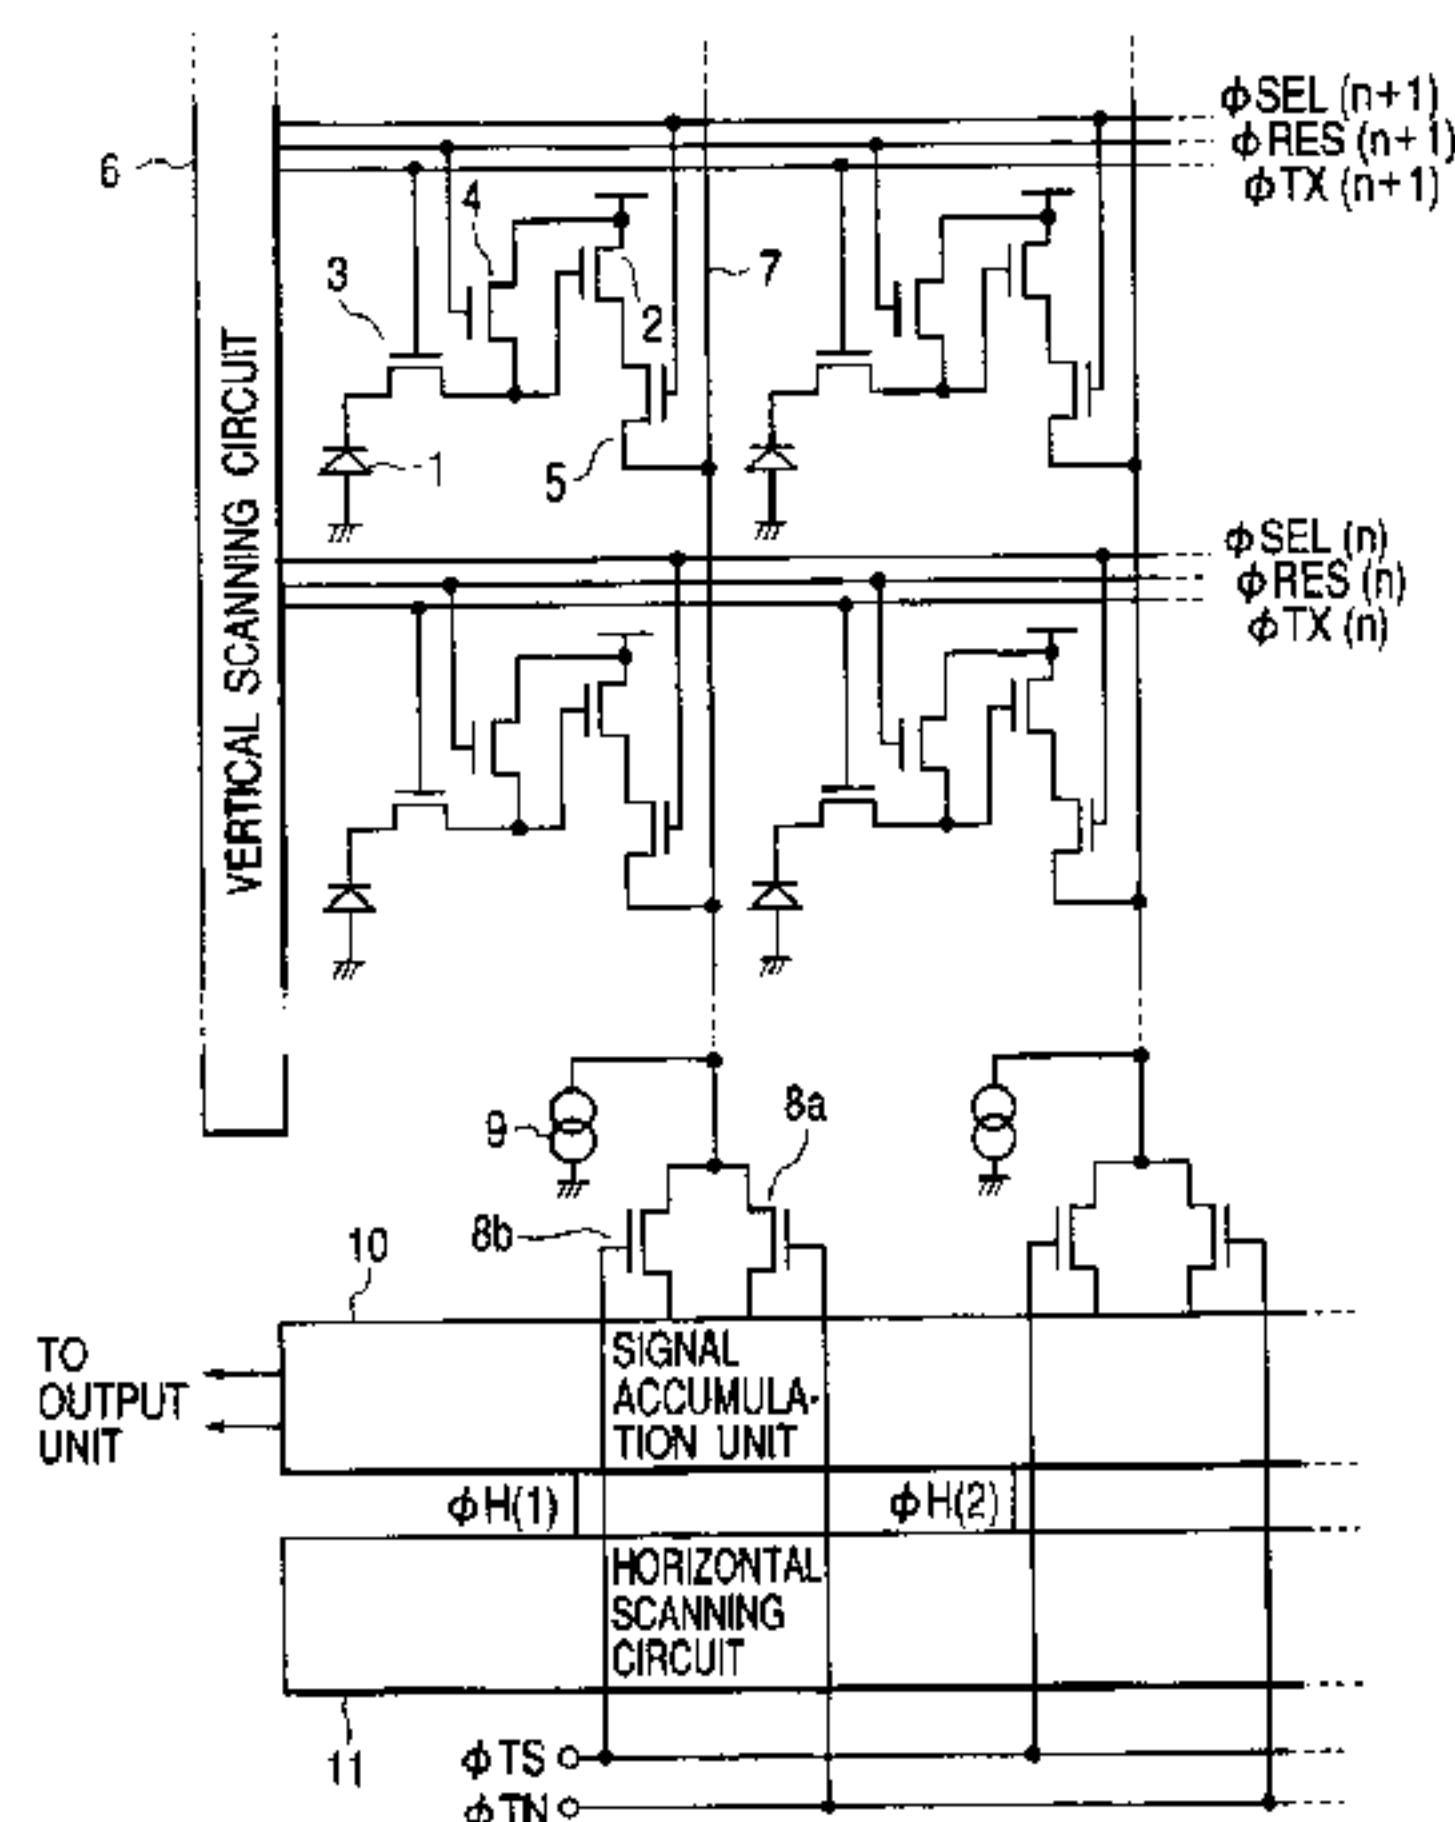 ϕSEL (n+1)
ϕRES (n+1)
ϕTX (n+1)
6
4
3
2
7
VERTICAL SCANNING CIRCUIT
1
5
ϕSEL (n)
ϕRES (n)
ϕTX (n)
9
8a
8b
10
TO
OUTPUT
UNIT
SIGNAL
ACCUMULA-
TION UNIT
ϕH(1)
ϕH(2)
HORIZONTAL
SCANNING
CIRCUIT
11
ϕTS
ϕTN